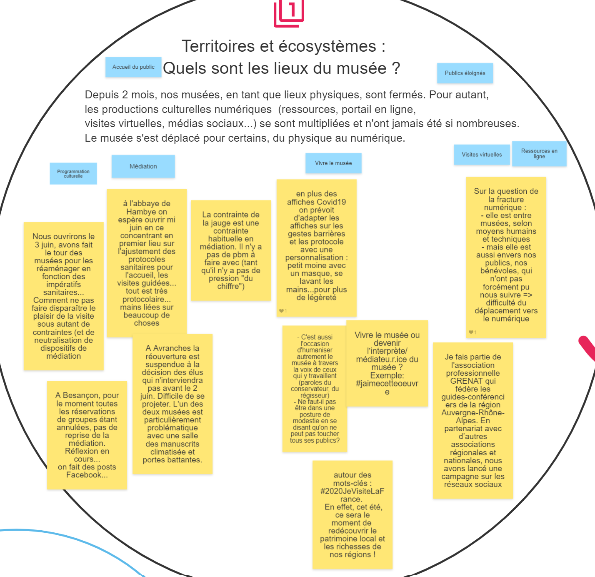 1
Territoires et écosystèmes :
Accueil du public
Quels sont les lieux du musée ?
Publics éloignés
Depuis 2 mois, nos musées, en tant que lieux physiques, sont fermés. Pour autant,
les productions culturelles numériques (ressources, portail en ligne,
visites virtuelles, médias sociaux...) se sont multipliées et n'ont jamais été si nombreuses.
Le musée s'est déplacé pour certains, du physique au numérique.
Programmation
culturelle
Médiation
Vivre le musée
Visites virtuelles
Ressources en
ligne
Nous ouvrirons le
3 juin, avons fait
le tour des
musées pour les
réaménager en
fonction des
impératifs
sanitaires...
Comment ne pas
faire disparaître le
plaisir de la visite
sous autant de
contraintes (et de
neutralisation de
dispositifs de
médiation
à l'abbaye de
Hambye on
espère ouvrir mi
juin en ce
concentrant en
premier lieu sur
l'ajustement des
protocoles
sanitaires pour
l'accueil, les
visites guidées...
tout est très
protocolaire...
mains liées sur
beaucoup de
choses
La contrainte de
la jauge est une
contrainte
habituelle en
médiation. Il n'y a
pas de pbm à
faire avec (tant
qu'il n'y a pas de
pression "du
chiffre")
en plus des
affiches Covid19
on prévoit
d'adapter les
affiches sur les
gestes barrières
et les protocole
avec une
personnalisation :
petit moine avec
un masque, se
lavant les
mains...pour plus
de légèreté
Sur la question de
la fracture
numérique :
- elle est entre
musées, selon
moyens humains
et techniques
- mais elle est
aussi envers nos
publics, nos
bénévoles, qui
n'ont pas
forcément pu
nous suivre =>
difficulté du
déplacement vers
le numérique
A Besançon, pour
le moment toutes
les réservations
de groupes étant
annulées, pas de
reprise de la
médiation.
Réflexion en
cours...
on fait des posts
Facebook...
A Avranches la
réouverture est
suspendue à la
décision des élus
qui n'interviendra
pas avant le 2
juin. Difficile de se
projeter. L'un des
deux musées est
particulièrement
problématique
avec une salle
des manuscrits
climatisée et
portes battantes.
- C'est aussi
l'occasion
d'humaniser
autrement le
musée à travers
la voix de ceux
qui y travaillant
(paroles du
conservateur, du
régisseur)
- Ne faut-il pas
être dans une
posture de
modestie en se
disant qu'on ne
peut pas toucher
tous ses publics?
Vivre le musée ou
devenir
l'interprète/
médiateu.r.ice du
musée ?
Exemple:
#jaimecetteoeuvr
e
Je fais partie de
l'association
professionnelle
GRENAT qui
fédère les
guides-conférenci
ers de la région
Auvergne-Rhône-
Alpes. En
partenariat avec
d'autres
associations
régionales et
nationales, nous
avons lancé une
campagne sur les
réseaux sociaux
autour des
mots-clés :
#2020JeVisiteLaF
rance.
En effet, cet été,
ce sera le
moment de
redécouvrir le
patrimoine local et
les richesses de
nos régions !